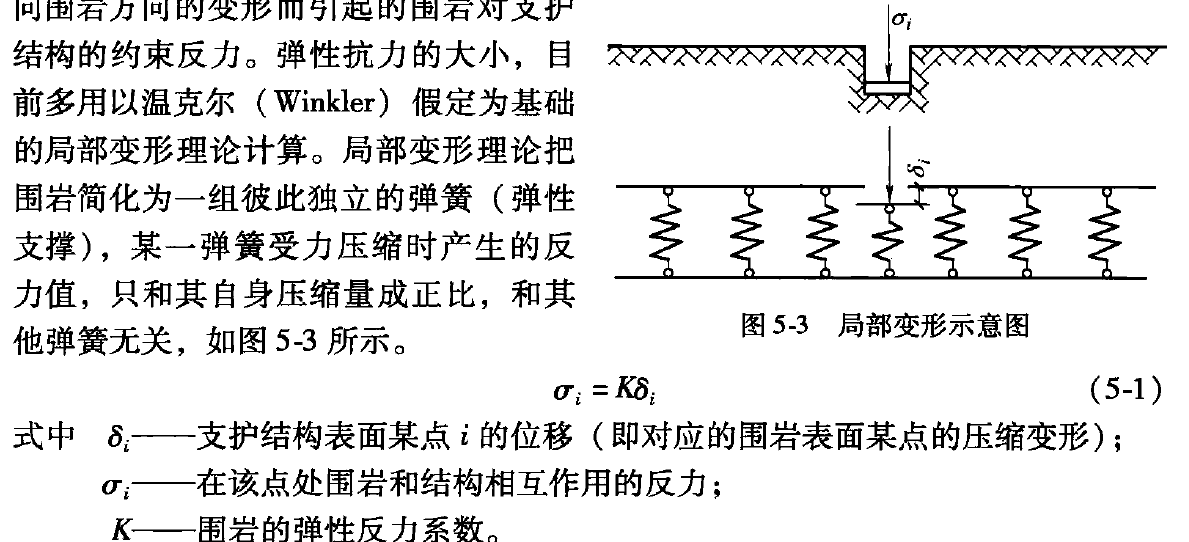 向围岩方向的变形而引起的围岩对支护
结构的约束反力。弹性抗力的大小，目
前多用以温克尔（Winkler）假定为基础
的局部变形理论计算。局部变形理论把
围岩简化为一组彼此独立的弹簧（弹性
支撑），某一弹簧受力压缩时产生的反
力值，只和其自身压缩量成正比，和其
他弹簧无关，如图 5-3 所示。
σi
δi
图 5-3 局部变形示意图
σi = Kδi (5-1)
式中 δi——支护结构表面某点 i 的位移（即对应的围岩表面某点的压缩变形）；
σi——在该点处围岩和结构相互作用的反力；
K——围岩的弹性反力系数。